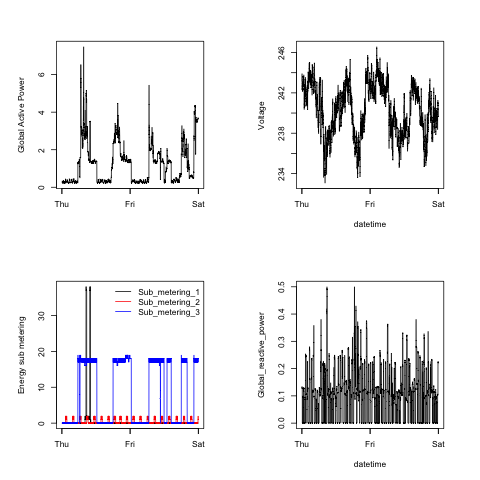 Global Active Power
0
2
4
6
Thu
Fri
Sat
Voltage
234
238
242
246
Thu
Fri
Sat
datetime
Energy sub metering
0
10
20
30
Sub_metering_1
Sub_metering_2
Sub_metering_3
Thu
Fri
Sat
Global_reactive_power
0.0
0.1
0.2
0.3
0.4
0.5
Thu
Fri
Sat
datetime